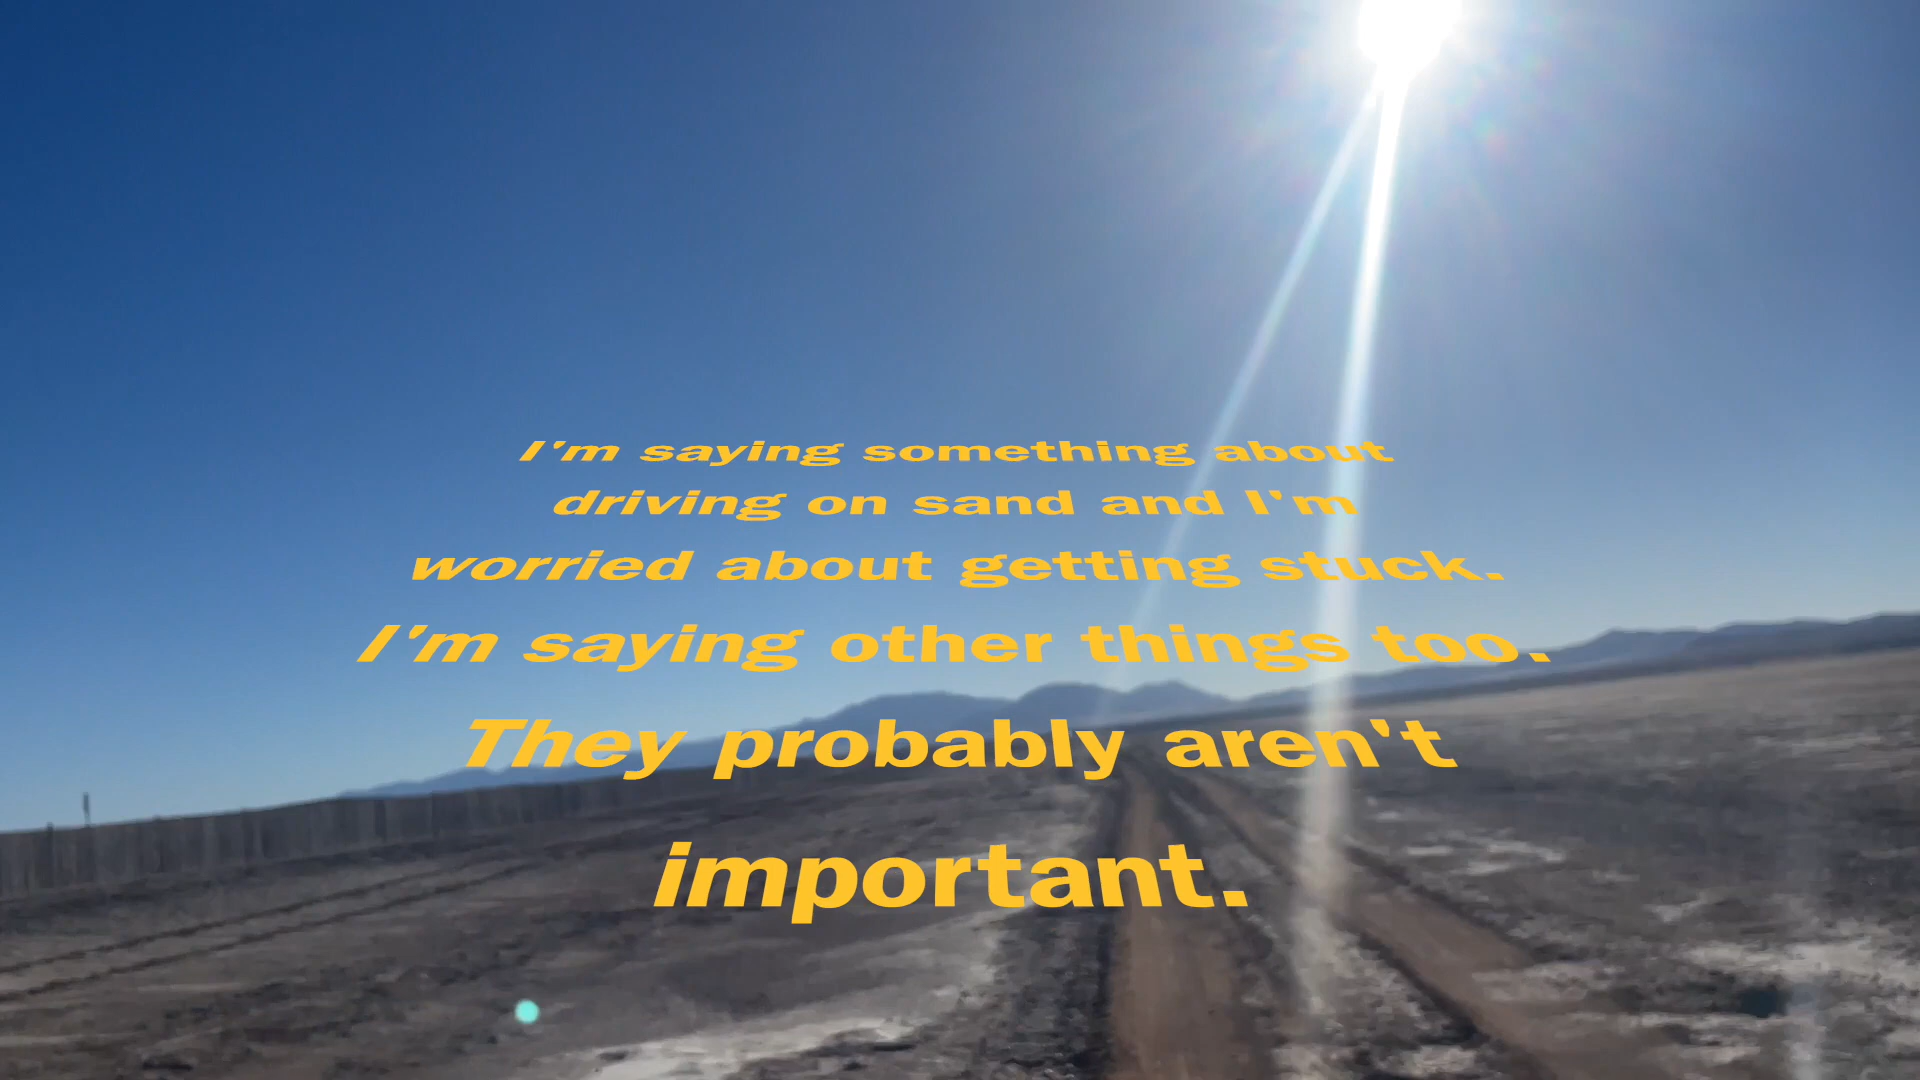 I'm saying something about
driving on sand and I'm
worried about getting stuck.
I'm saying other things too.
They probably aren't
important.